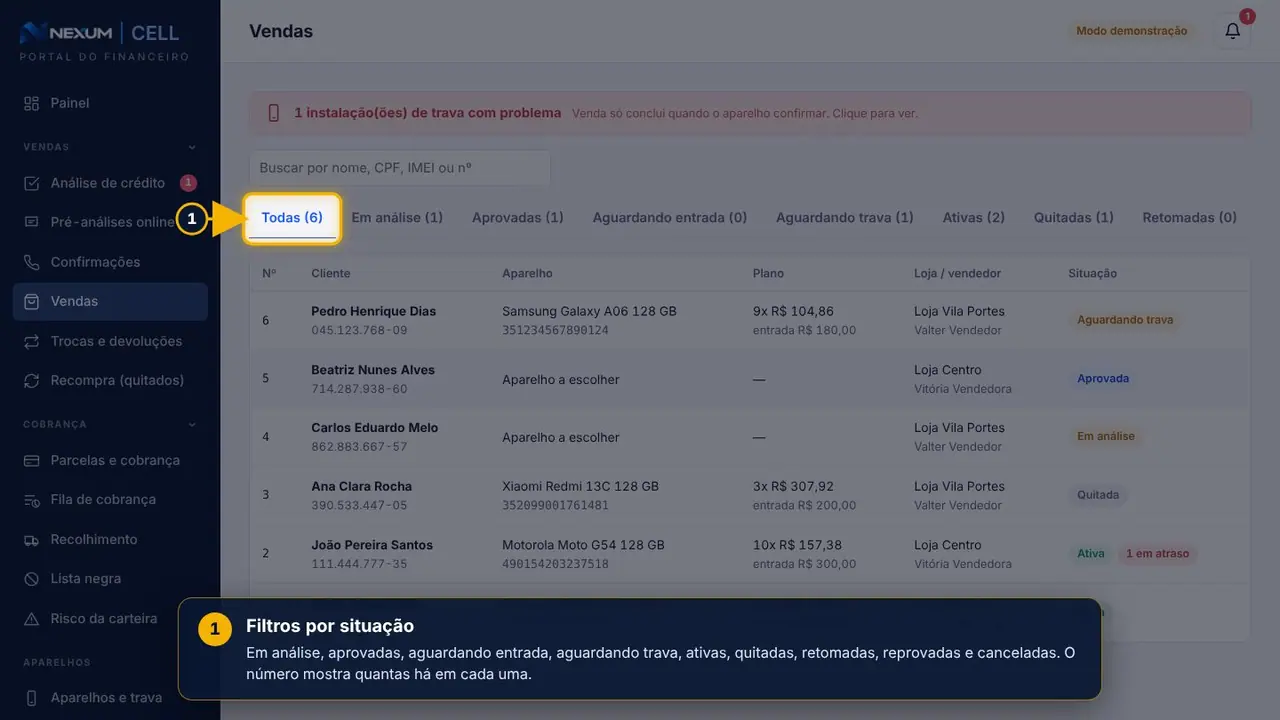 NEXUM | CELL
PORTAL DO FINANCEIRO
Painel
VENDAS
Análise de crédito 1
Pré-análises online
Confirmações
Vendas
Trocas e devoluções
Recompra (quitados)
COBRANÇA
Parcelas e cobrança
Fila de cobrança
Recolhimento
Lista negra
Risco da carteira
APARELHOS
Aparelhos e trava
Vendas
Modo demonstração
1
1 instalação(ões) de trava com problema Venda só conclui quando o aparelho confirmar. Clique para ver.
Buscar por nome, CPF, IMEI ou nº
1
Todas (6) Em análise (1) Aprovadas (1) Aguardando entrada (0) Aguardando trava (1) Ativas (2) Quitadas (1) Retomadas (0)
Nº Cliente Aparelho Plano Loja / vendedor Situação
6 Pedro Henrique Dias Samsung Galaxy A06 128 GB 9x R$ 104,86 Loja Vila Portes Aguardando trava
045.123.768-09 351234567890124 entrada R$ 180,00 Valter Vendedor
5 Beatriz Nunes Alves Aparelho a escolher — Loja Centro Aprovada
714.287.938-60 Vitória Vendedora
4 Carlos Eduardo Melo Aparelho a escolher — Loja Vila Portes Em análise
862.883.667-57 Valter Vendedor
3 Ana Clara Rocha Xiaomi Redmi 13C 128 GB 3x R$ 307,92 Loja Vila Portes Quitada
390.533.447-05 352099001761481 entrada R$ 200,00 Valter Vendedor
2 João Pereira Santos Motorola Moto G54 128 GB 10x R$ 157,38 Loja Centro Ativa 1 em atraso
111.444.777-35 490154203237518 entrada R$ 300,00 Vitória Vendedora
1 Filtros por situação
Em análise, aprovadas, aguardando entrada, aguardando trava, ativas, quitadas, retomadas, reprovadas e canceladas. O
número mostra quantas há em cada uma.